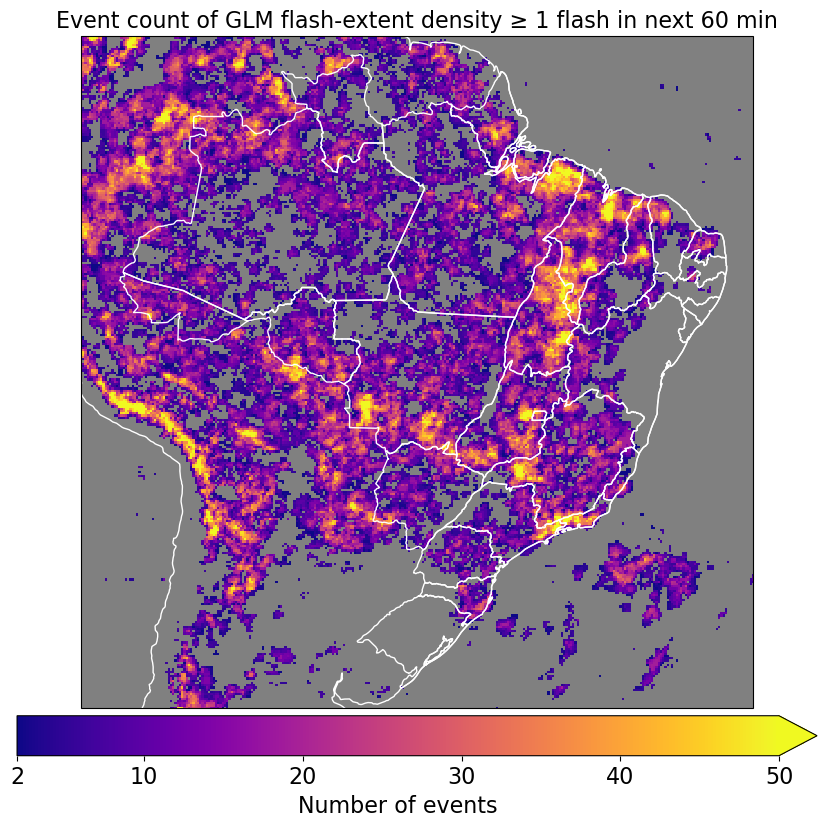 Event count of GLM flash-extent density ≥ 1 flash in next 60 min
2 10 20 30 40 50
Number of events